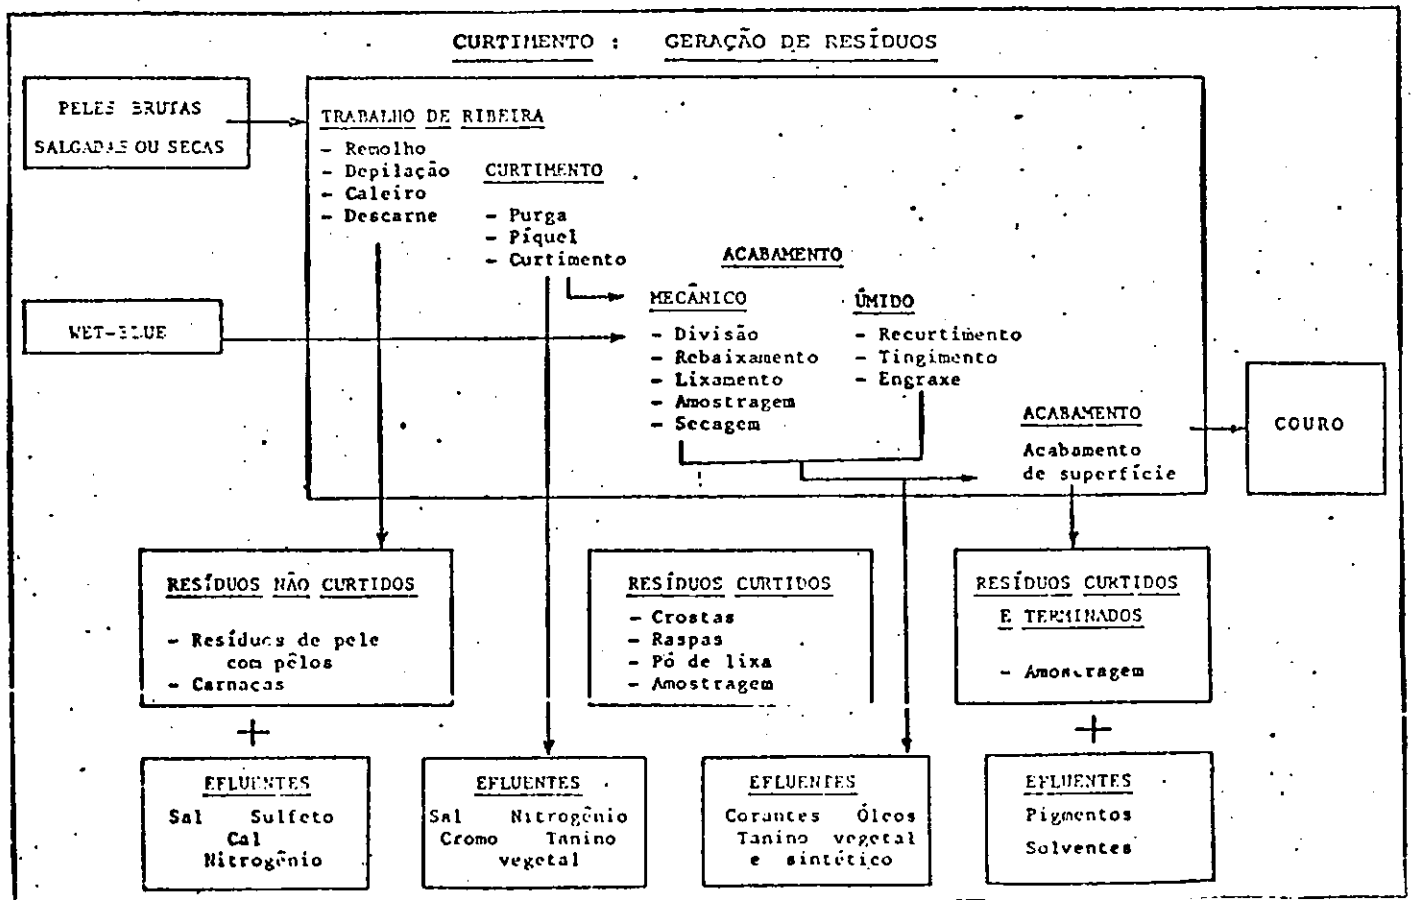 CURTIMENTO : GERAÇÃO DE RESÍDUOS
PELES BRUTAS
SALGADAS OU SECAS
TRABALHO DE RIBEIRA
- Remolho
- Depilação
- Caleiro
- Descarne
CURTIMENTO
- Purga
- Píquel
- Curtimento
ACABAMENTO
MECÂNICO
- Divisão
- Rebaixamento
- Lixamento
- Amostragem
- Secagem
ÚMIDO
- Recurtimento
- Tingimento
- Engraxe
WET-BLUE
ACABAMENTO
Acabamento
de superfície
COURO
RESÍDUOS NÃO CURTIDOS
- Resíduos de pele
com pêlos
- Carnaças
RESÍDUOS CURTIDOS
- Crostas
- Raspas
- Pó de lixa
- Amostragem
RESÍDUOS CURTIDOS
E TERMINADOS
- Amostragem
+
+
EFLUENTES
Sal Sulfeto
Cal
Nitrogênio
EFLUENTES
Sal Nitrogênio
Cromo Tanino
vegetal
EFLUENTES
Corantes Óleos
Tanino vegetal
e sintético
EFLUENTES
Pigmentos
Solventes